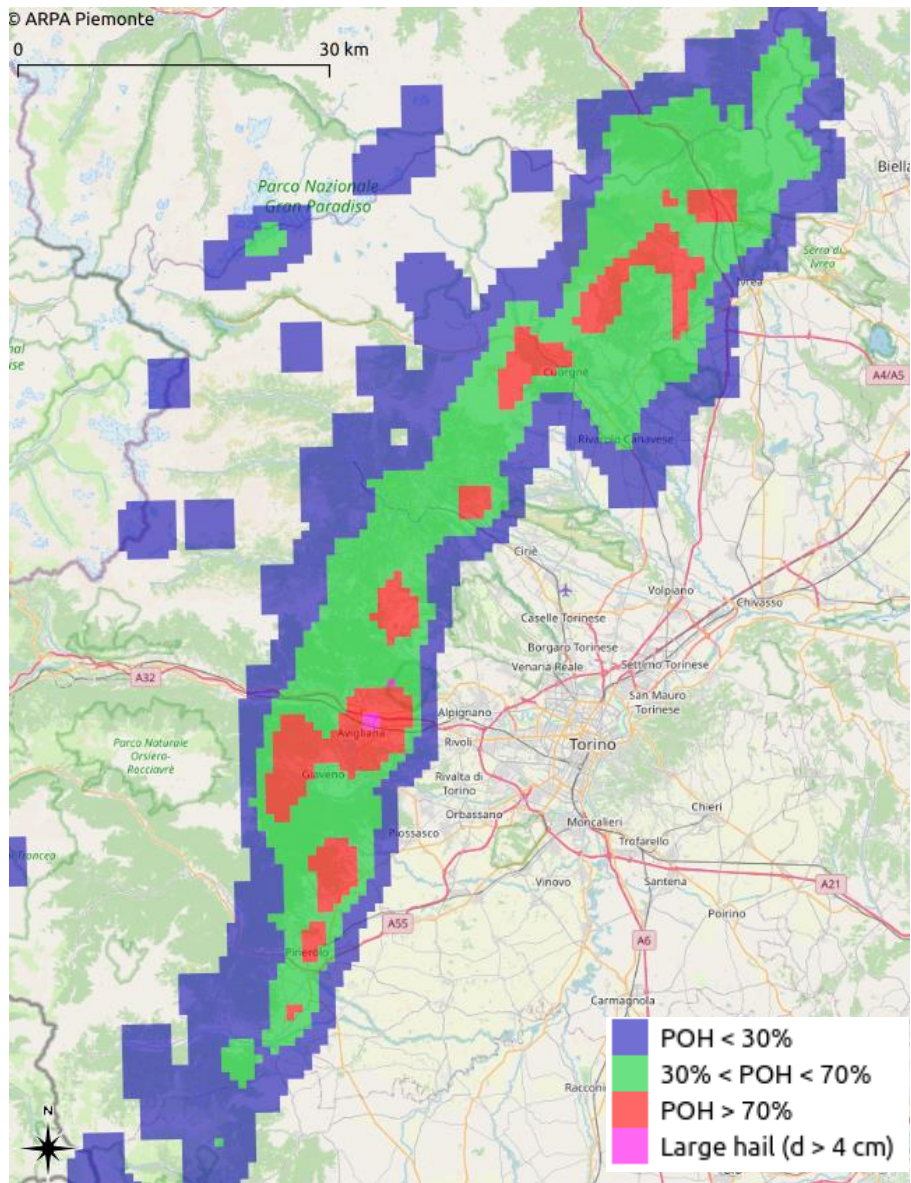 © ARPA Piemonte
0 30 km
Biella
Parco Nazionale
Gran Paradiso
Serra di
Ivrea
A4/A5
Cuorgnè
Rivarolo Canavese
Ciriè
Volpiano
Chivasso
Caselle Torinese
Borgaro Torinese
Venaria Reale
Settimo Torinese
A32
San Mauro
Torinese
Alpignano
Avigliana
Rivoli
Torino
Parco Naturale
Orsiera-
Rocciavrè
Giaveno
Rivalta di
Torino
Orbassano
Chieri
Moncalieri
Trofarello
Vinovo
Santena
A21
Poirino
A55
Pinerolo
A6
Carmagnola
N
POH < 30%
30% < POH < 70%
POH > 70%
Large hail (d > 4 cm)